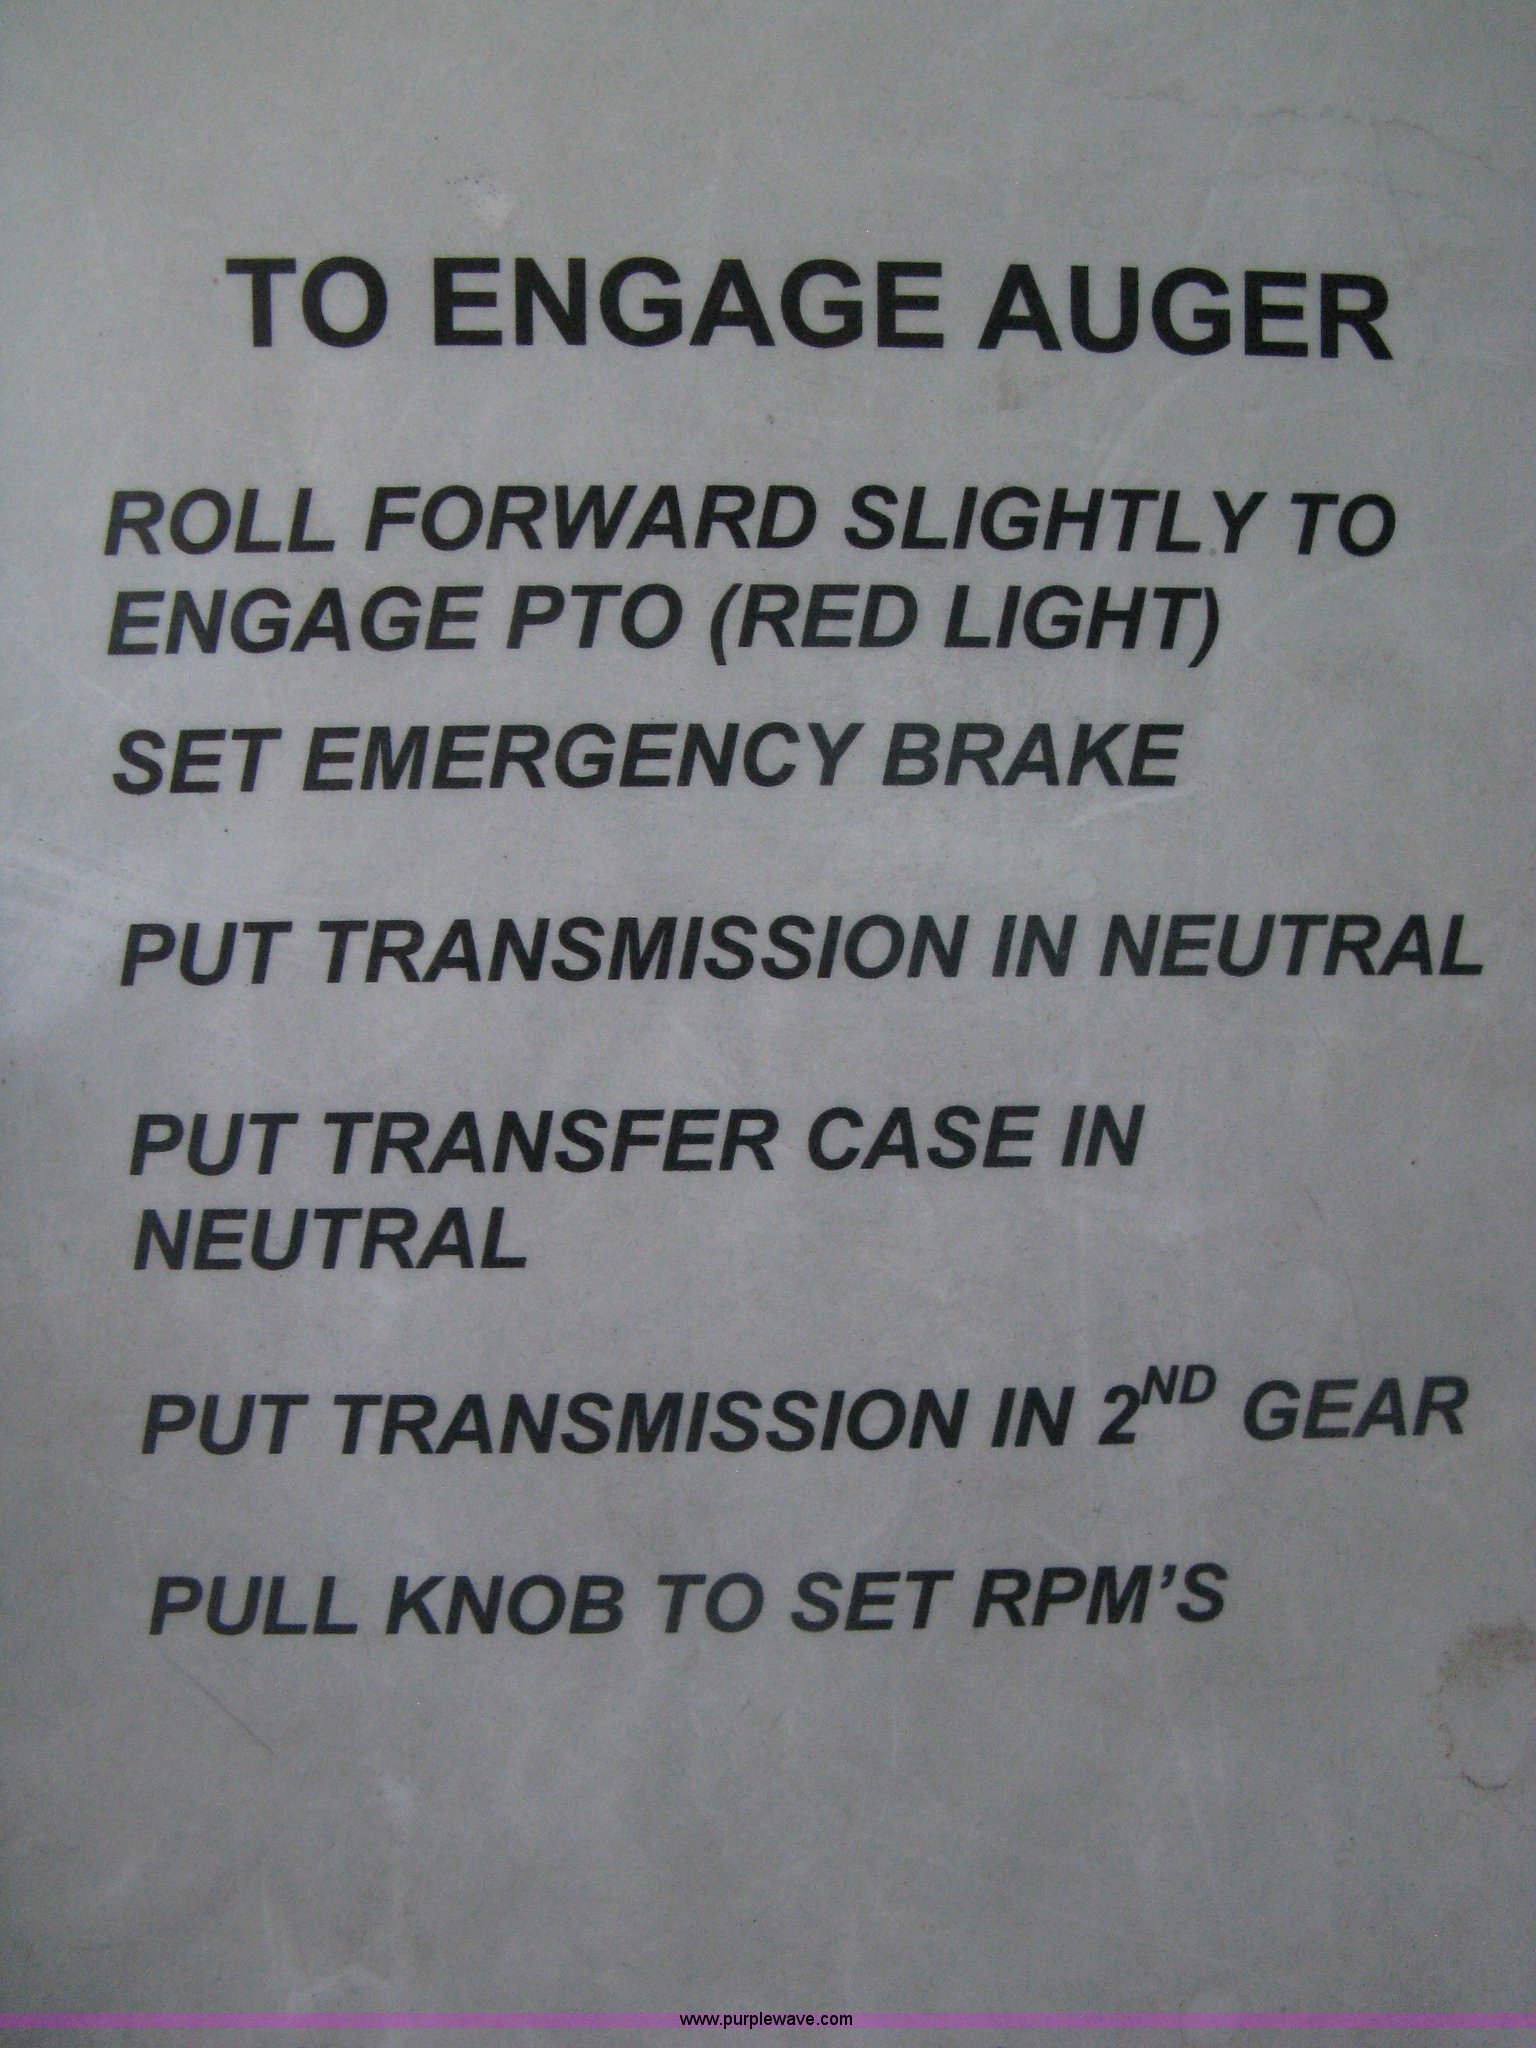 TO ENGAGE AUGER
ROLL FORWARD SLIGHTLY TO
ENGAGE PTO (RED LIGHT)
SET EMERGENCY BRAKE
PUT TRANSMISSION IN NEUTRAL
PUT TRANSFER CASE IN
NEUTRAL
PUT TRANSMISSION IN 2ND GEAR
PULL KNOB TO SET RPM’S
www.purplewave.com